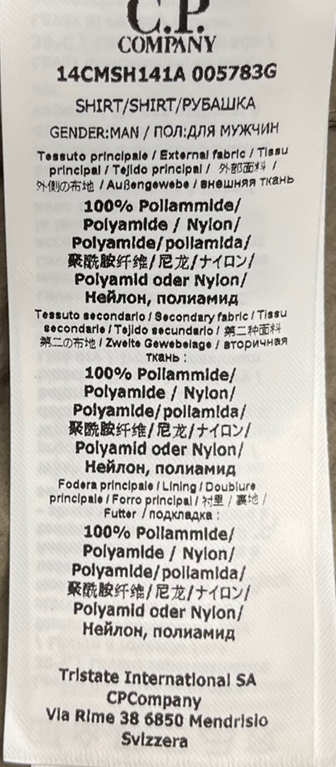 C.P.
COMPANY
14CMSH141A 005783G
SHIRT/SHIRT/РУБАШКА
GENDER:MAN / ПОЛ:ДЛЯ МУЖЧИН
Tessuto principale / External fabric / Tissu
principal / Tejido principal / 外部面料 /
外側の布地 / Außengewebe / внешняя ткань
100% Poliammide/
Polyamide / Nylon/
Polyamide/poliamida/
聚酰胺纤维/尼龙/ナイロン/
Polyamid oder Nylon/
Нейлон, полиамид
Tessuto secondario / Secondary fabric / Tissu
secondarie / Tejido secundario / 第二种面料
第二の布地 / Zweite Gewebelage / вторичная
ткань :
100% Poliammide/
Polyamide / Nylon/
Polyamide/poliamida/
聚酰胺纤维/尼龙/ナイロン/
Polyamid oder Nylon/
Нейлон, полиамид
Fodera principale / Lining / Doublure
principale / Forro principal / 衬里 / 裏地 /
Futter / подкладка :
100% Poliammide/
Polyamide / Nylon/
Polyamide/poliamida/
聚酰胺纤维/尼龙/ナイロン/
Polyamid oder Nylon/
Нейлон, полиамид
Tristate International SA
CPCompany
Via Rime 38 6850 Mendrisio
Svizzera